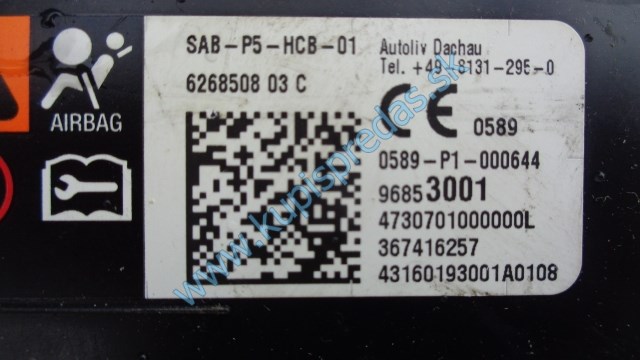 AIRBAG
SAB-P5-HCB-01
6268508 03 C
Autoliv Dachau
Tel. +49-8131-295-0
CE 0589
0589-P1-000644
96853001
4730701000000L
367416257
43160193001A0108
www.kupispredas.sk